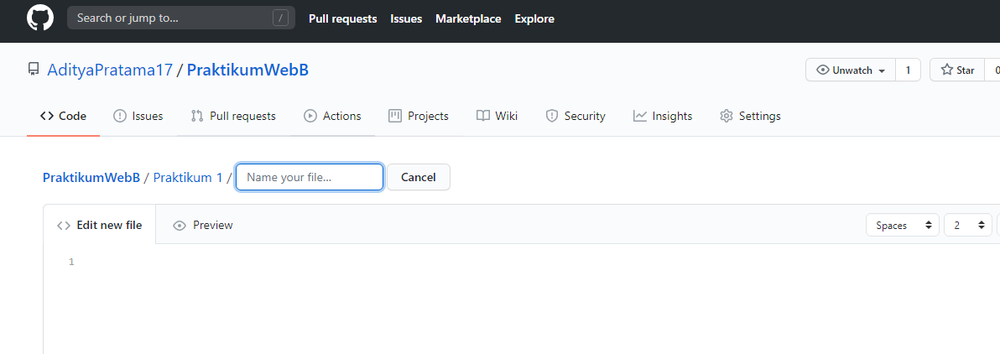 Search or jump to... / Pull requests Issues Marketplace Explore
AdityaPratama17 / PraktikumWebB Unwatch 1 Star 0
Code Issues Pull requests Actions Projects Wiki Security Insights Settings
PraktikumWebB / Praktikum 1 / Name your file... Cancel
Edit new file Preview Spaces 2
1